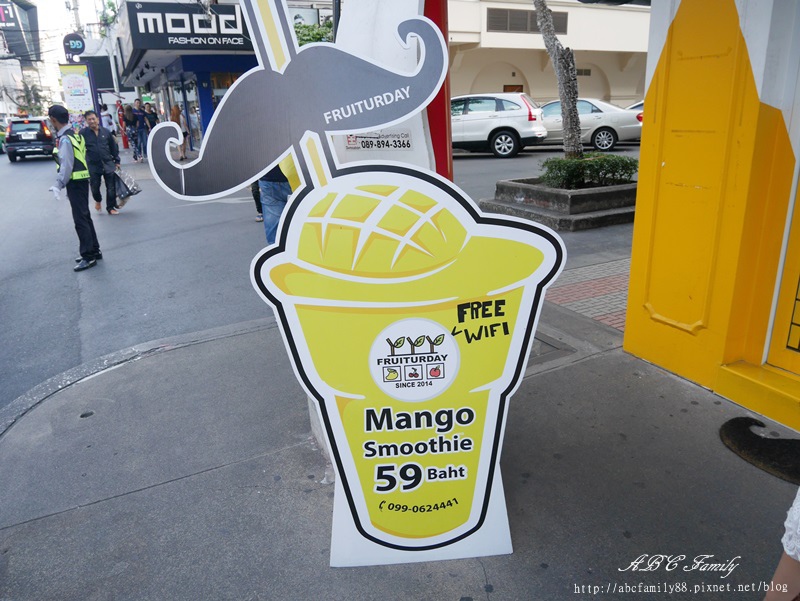 MOOD
FASHION ON FACE
FRUITURDAY
089-894-3366
FREE
WIFI
FRUITURDAY
SINCE 2014
Mango
Smoothie
59 Baht
099-0624441
ABC Family
http://abcfamily88.pixnet.net/blog